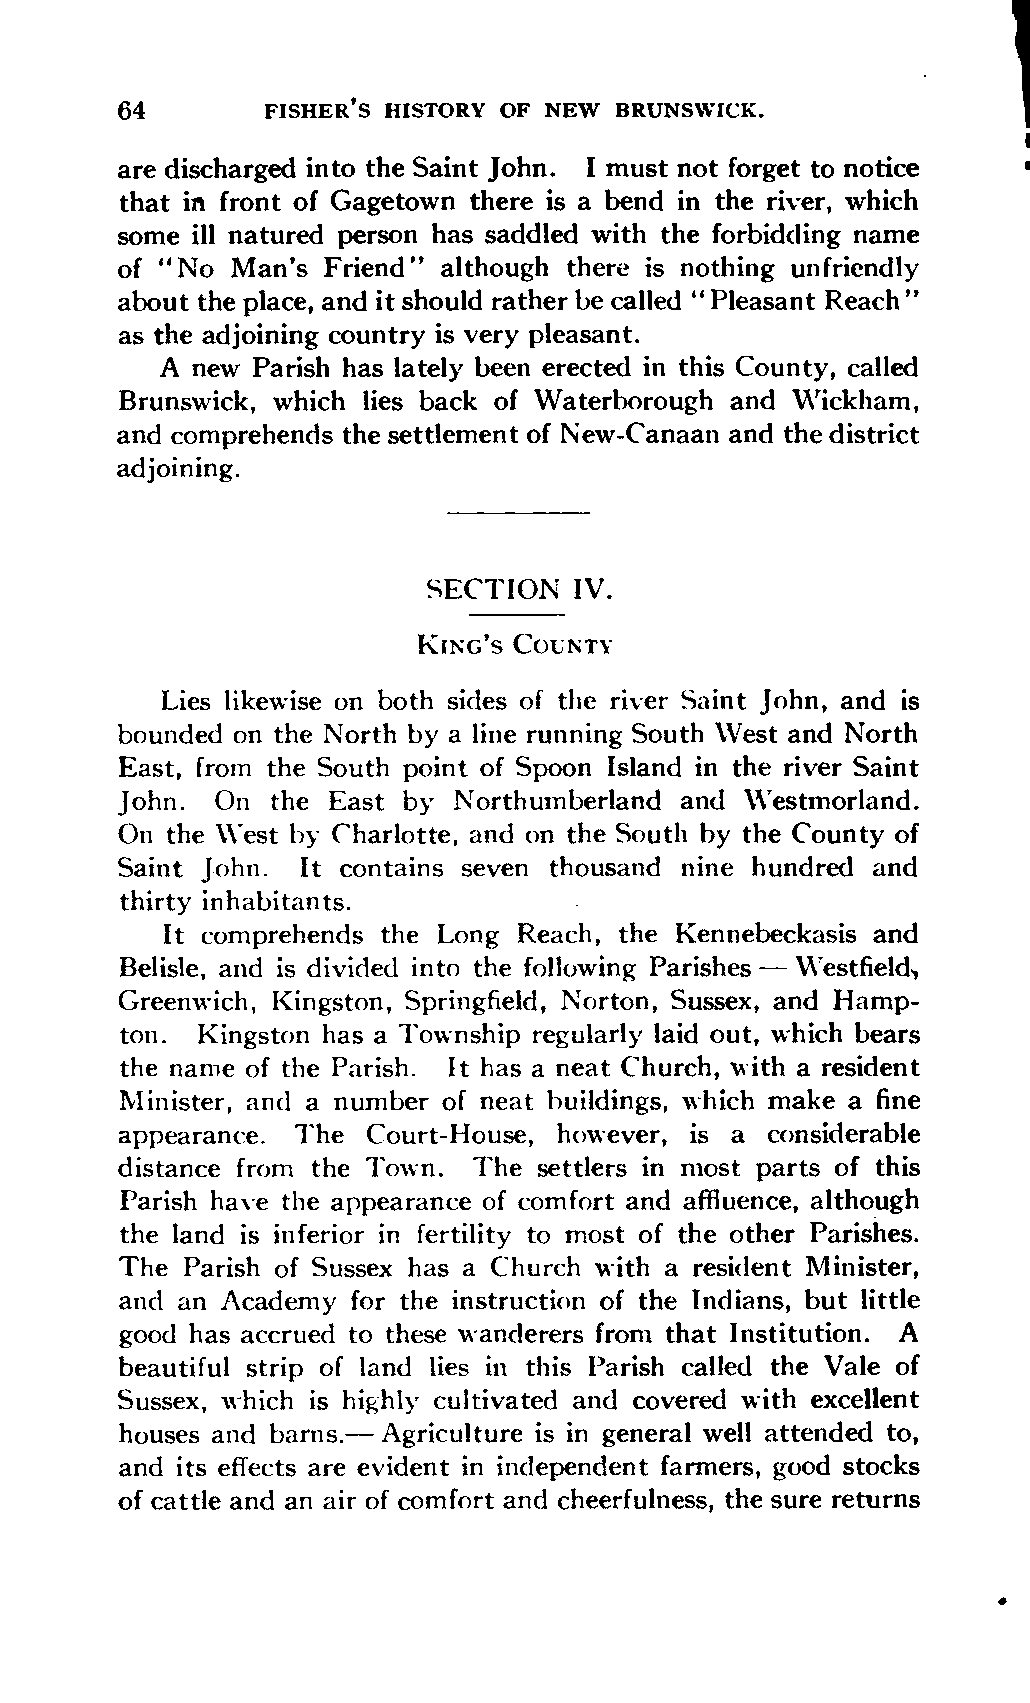 64 FISHER'S HISTORY OF NEW BRUNSWICK.
are discharged into the Saint John. I must not forget to notice
that in front of Gagetown there is a bend in the river, which
some ill natured person has saddled with the forbidding name
of "No Man's Friend" although there is nothing unfriendly
about the place, and it should rather be called "Pleasant Reach"
as the adjoining country is very pleasant.
A new Parish has lately been erected in this County, called
Brunswick, which lies back of Waterborough and Wickham,
and comprehends the settlement of New-Canaan and the district
adjoining.
SECTION IV.
KING'S COUNTY
Lies likewise on both sides of the river Saint John, and is
bounded on the North by a line running South West and North
East, from the South point of Spoon Island in the river Saint
John. On the East by Northumberland and Westmorland.
On the West by Charlotte, and on the South by the County of
Saint John. It contains seven thousand nine hundred and
thirty inhabitants.
It comprehends the Long Reach, the Kennebeckasis and
Belisle, and is divided into the following Parishes — Westfield,
Greenwich, Kingston, Springfield, Norton, Sussex, and Hamp-
ton. Kingston has a Township regularly laid out, which bears
the name of the Parish. It has a neat Church, with a resident
Minister, and a number of neat buildings, which make a fine
appearance. The Court-House, however, is a considerable
distance from the Town. The settlers in most parts of this
Parish have the appearance of comfort and affluence, although
the land is inferior in fertility to most of the other Parishes.
The Parish of Sussex has a Church with a resident Minister,
and an Academy for the instruction of the Indians, but little
good has accrued to these wanderers from that Institution. A
beautiful strip of land lies in this Parish called the Vale of
Sussex, which is highly cultivated and covered with excellent
houses and barns.— Agriculture is in general well attended to,
and its effects are evident in independent farmers, good stocks
of cattle and an air of comfort and cheerfulness, the sure returns